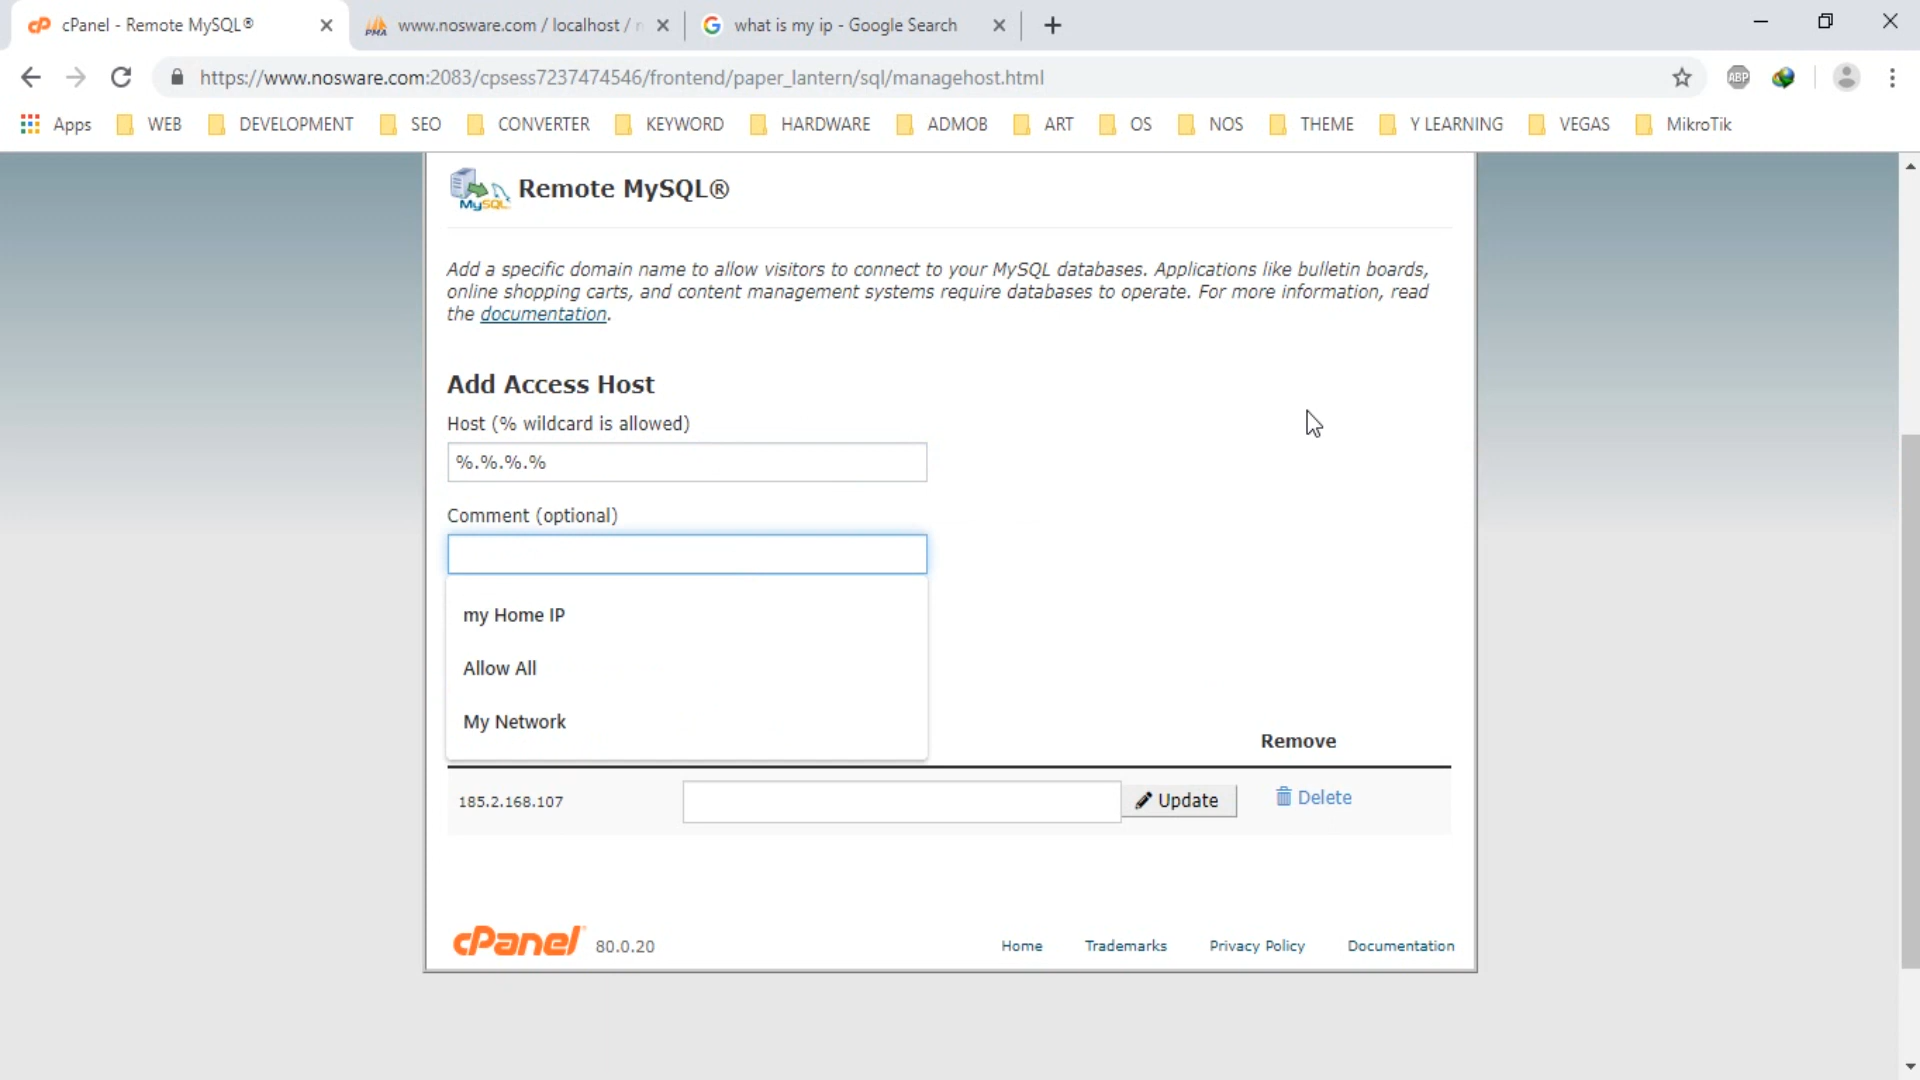 cPanel - Remote MySQL®
www.nosware.com / localhost /
what is my ip - Google Search
https://www.nosware.com:2083/cpsess7237474546/frontend/paper_lantern/sql/managehost.html
ABP
Apps WEB DEVELOPMENT SEO CONVERTER KEYWORD HARDWARE ADMOB ART OS NOS THEME Y LEARNING VEGAS MikroTik
MySQL
Remote MySQL®
Add a specific domain name to allow visitors to connect to your MySQL databases. Applications like bulletin boards,
online shopping carts, and content management systems require databases to operate. For more information, read
the documentation.
Add Access Host
Host (% wildcard is allowed)
%.%.%.%
Comment (optional)
my Home IP
Allow All
My Network
Remove
185.2.168.107 Update Delete
cPanel 80.0.20 Home Trademarks Privacy Policy Documentation